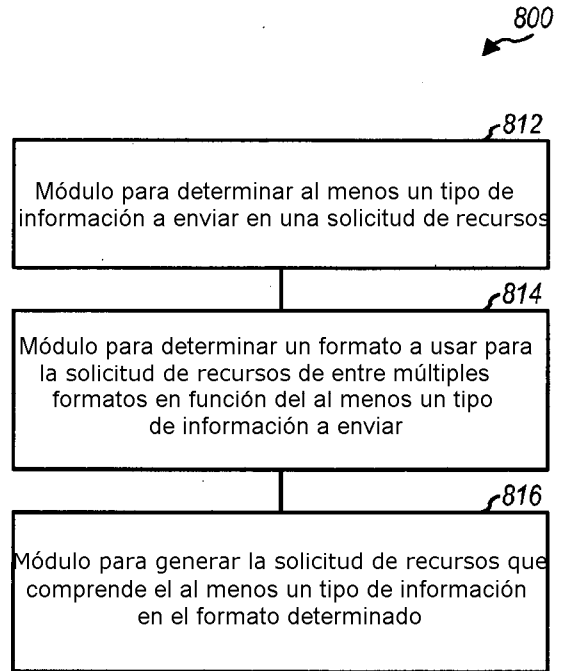 800
812
Módulo para determinar al menos un tipo de
información a enviar en una solicitud de recursos
814
Módulo para determinar un formato a usar para
la solicitud de recursos de entre múltiples
formatos en función del al menos un tipo
de información a enviar
816
Módulo para generar la solicitud de recursos que
comprende el al menos un tipo de información
en el formato determinado